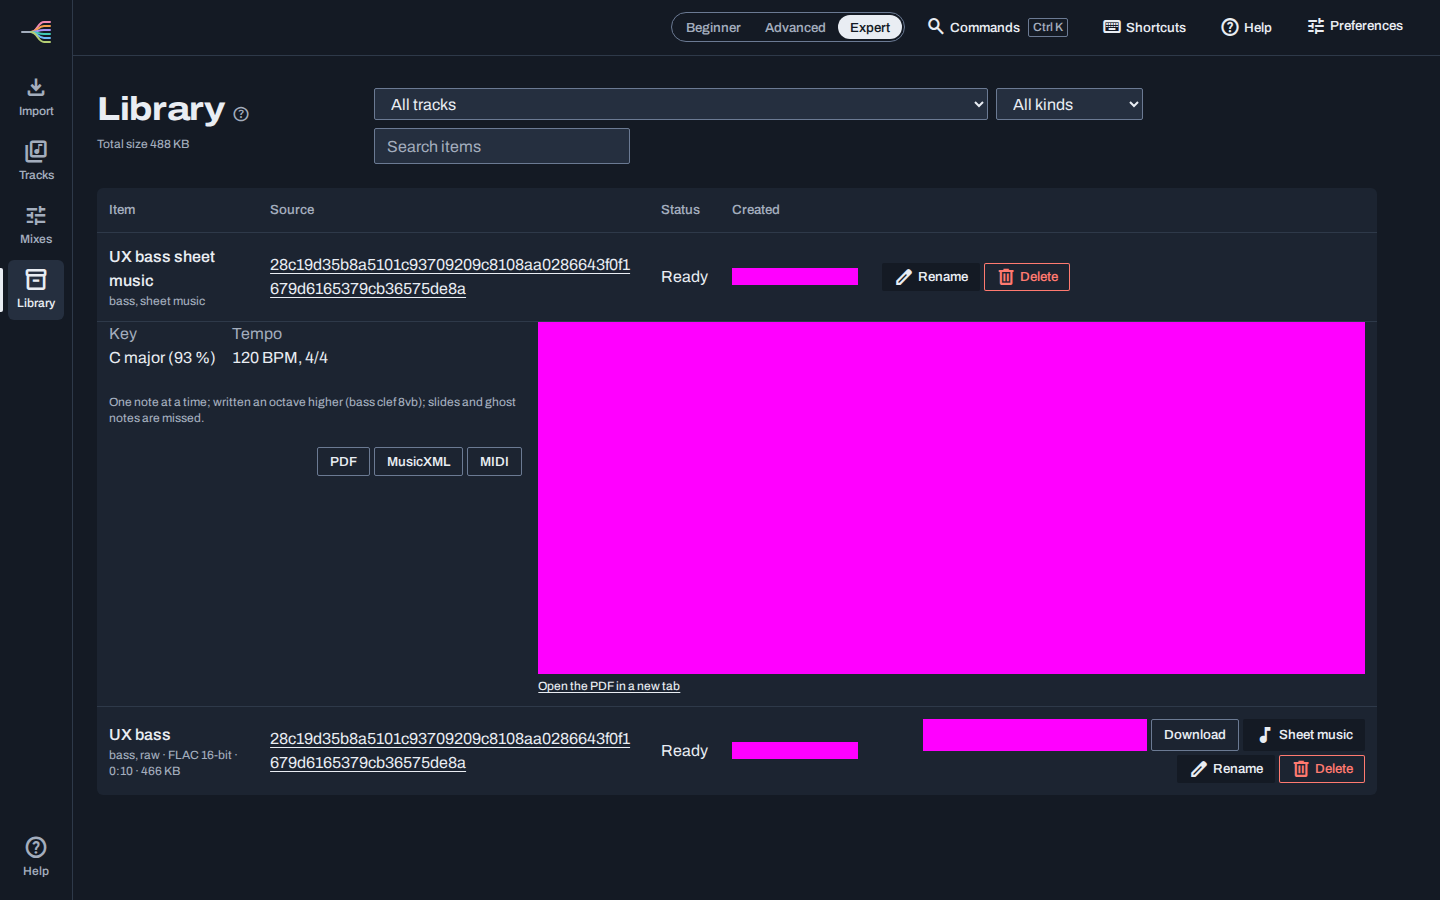 Beginner Advanced Expert Commands Ctrl K Shortcuts Help Preferences
Import
Tracks
Mixes
Library
Help
Library
Total size 488 KB
All tracks All kinds
Search items
Item Source Status Created
UX bass sheet music
bass, sheet music
28c19d35b8a5101c93709209c8108aa0286643f0f1
679d6165379cb36575de8a
Ready
Rename Delete
Key Tempo
C major (93 %) 120 BPM, 4/4
One note at a time; written an octave higher (bass clef 8vb); slides and ghost
notes are missed.
PDF MusicXML MIDI
Open the PDF in a new tab
UX bass
bass, raw · FLAC 16-bit ·
0:10 · 466 KB
28c19d35b8a5101c93709209c8108aa0286643f0f1
679d6165379cb36575de8a
Ready
Download Sheet music
Rename Delete